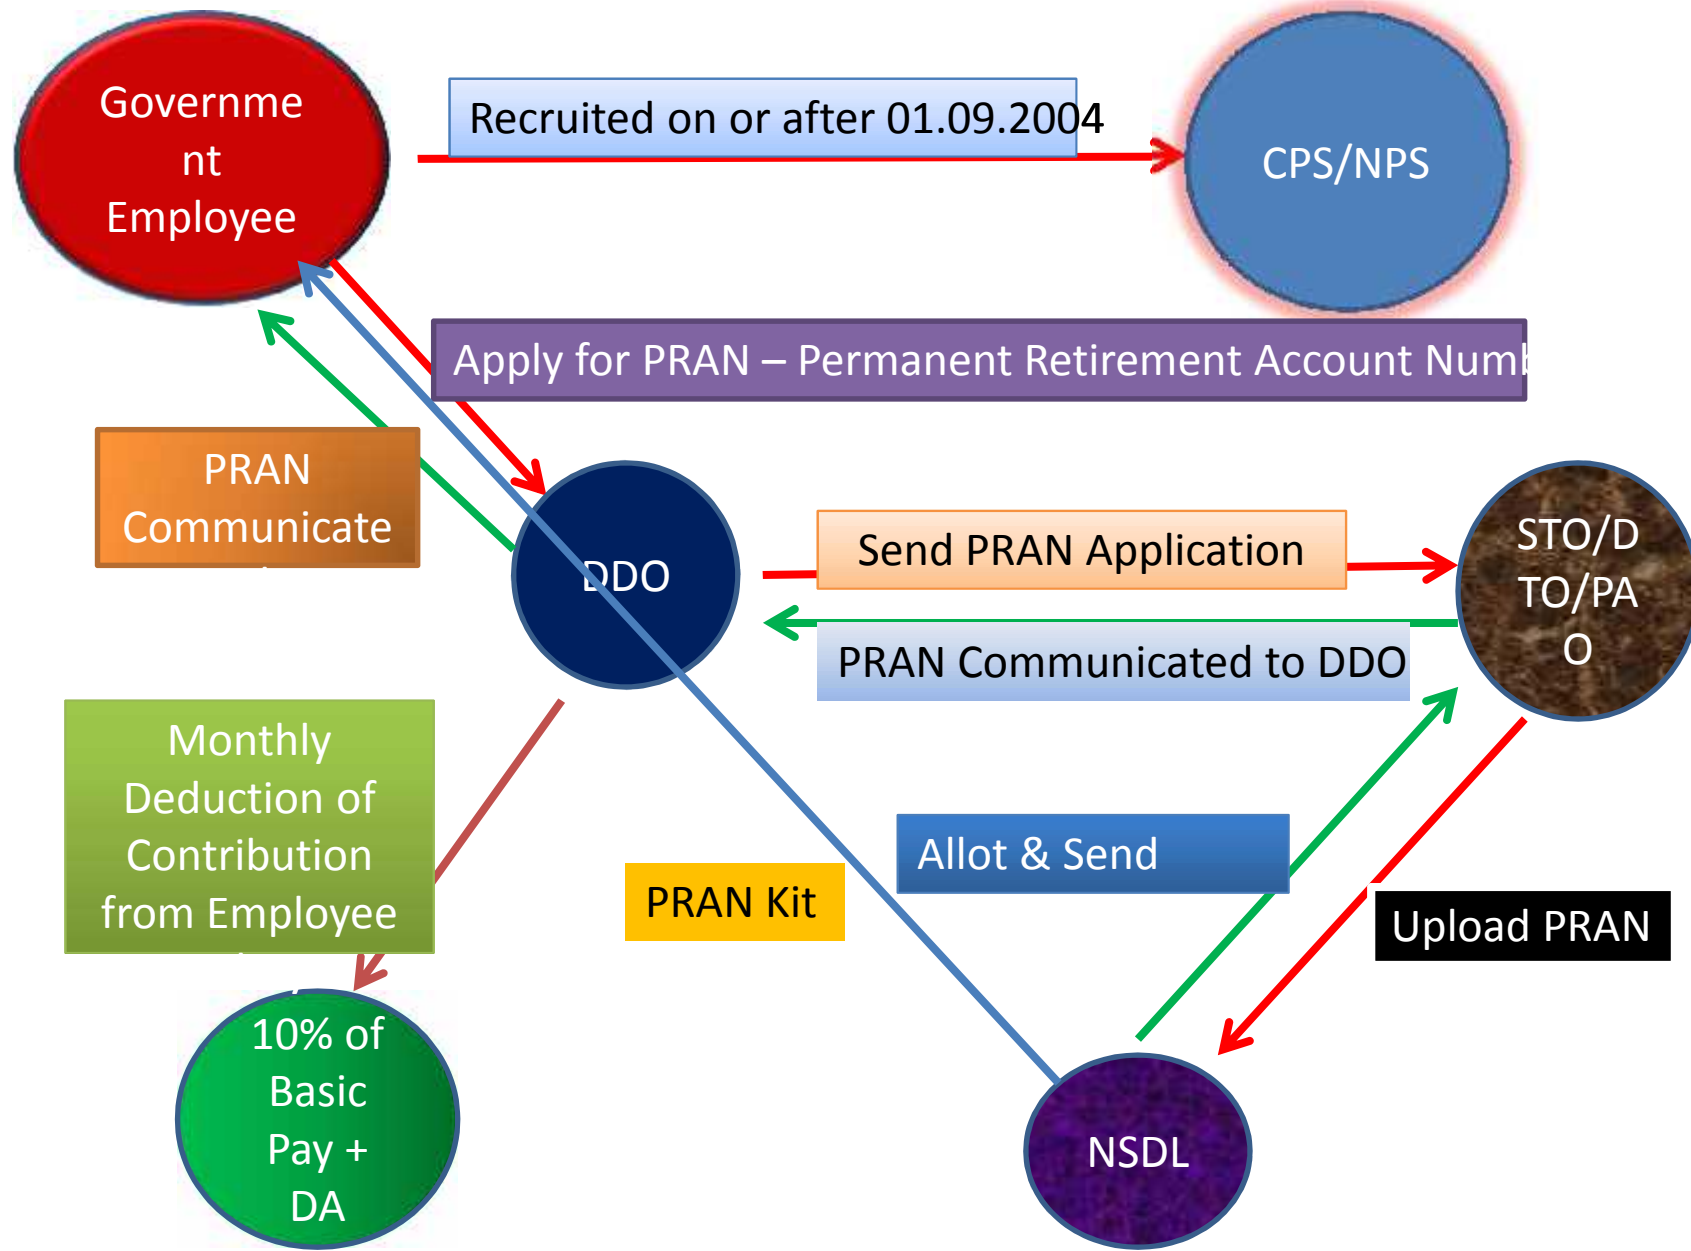 Governme
nt
Employee
Recruited on or after 01.09.2004
CPS/NPS
Apply for PRAN – Permanent Retirement Account Numb
PRAN
Communicate
DDO
Send PRAN Application
STO/D
TO/PA
O
PRAN Communicated to DDO
Monthly
Deduction of
Contribution
from Employee
Allot & Send
PRAN Kit
Upload PRAN
10% of
Basic
Pay +
DA
NSDL